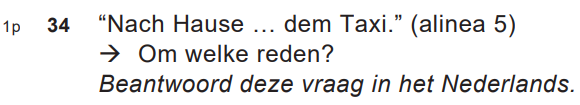 1p 34 “Nach Hause … dem Taxi.” (alinea 5)
→ Om welke reden?
Beantwoord deze vraag in het Nederlands.